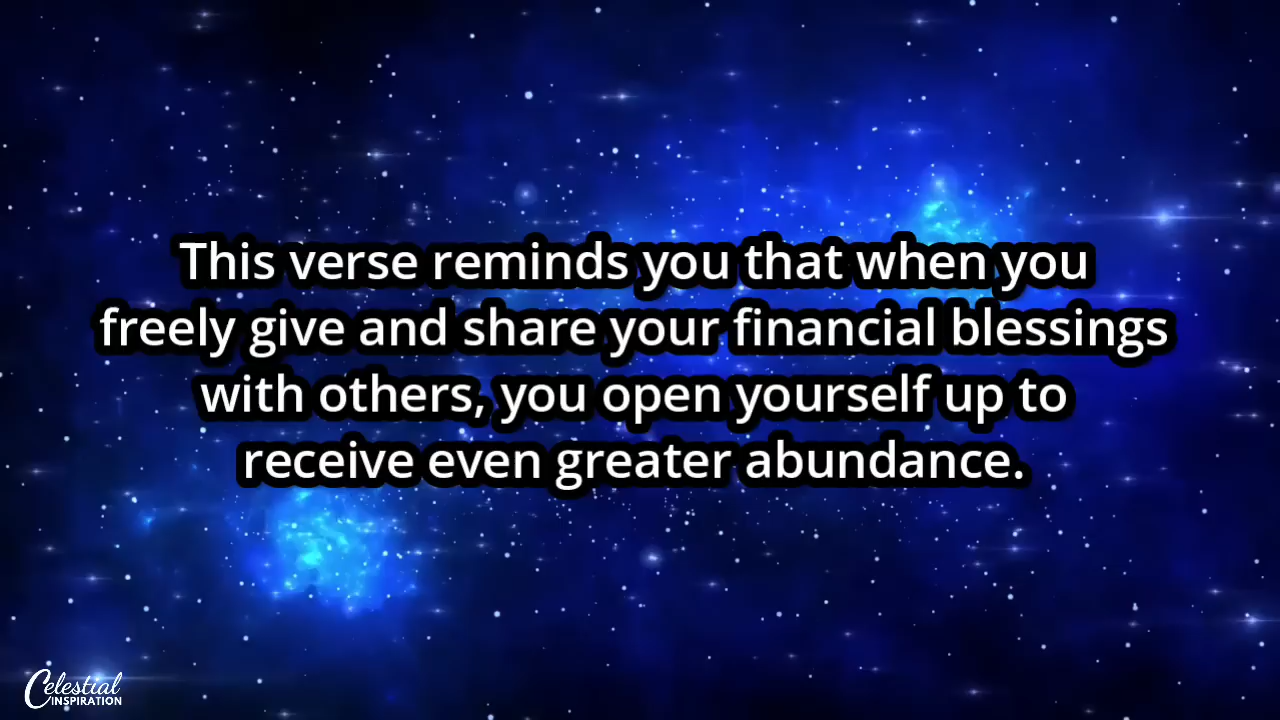 This verse reminds you that when you
freely give and share your financial blessings
with others, you open yourself up to
receive even greater abundance.
Celestial
INSPIRATION